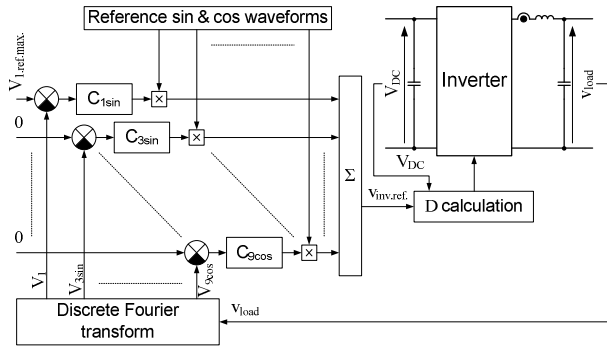 Reference sin & cos waveforms
V1.ref.max.
C1sin
×
0
C3sin
×
0
C9cos
×
Σ
V1
V3sin
V9cos
Discrete Fourier
transform
VDC
Inverter
vload
VDC
vinv.ref.
D calculation
vload